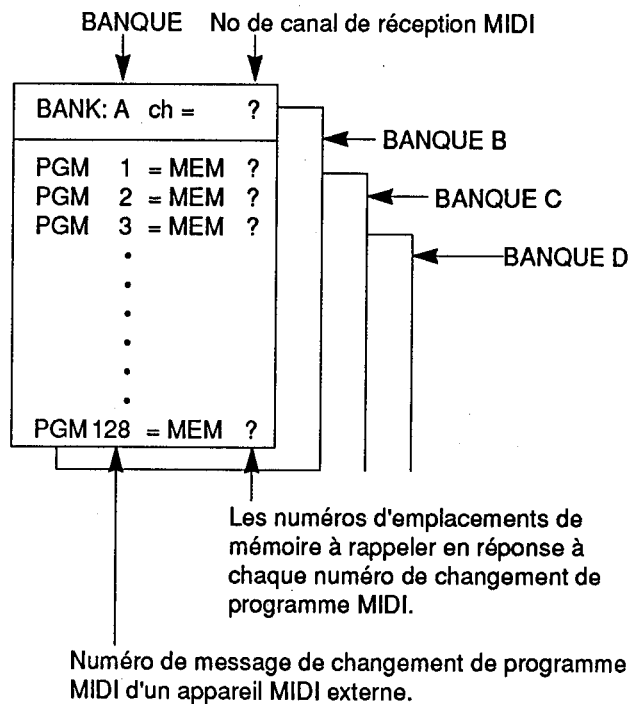 BANQUE No de canal de réception MIDI
BANK: A ch = ?
BANQUE B
PGM 1 = MEM ?
PGM 2 = MEM ?
BANQUE C
PGM 3 = MEM ?
BANQUE D
PGM 128 = MEM ?
Les numéros d'emplacements de
mémoire à rappeler en réponse à
chaque numéro de changement de
programme MIDI.
Numéro de message de changement de programme
MIDI d'un appareil MIDI externe.